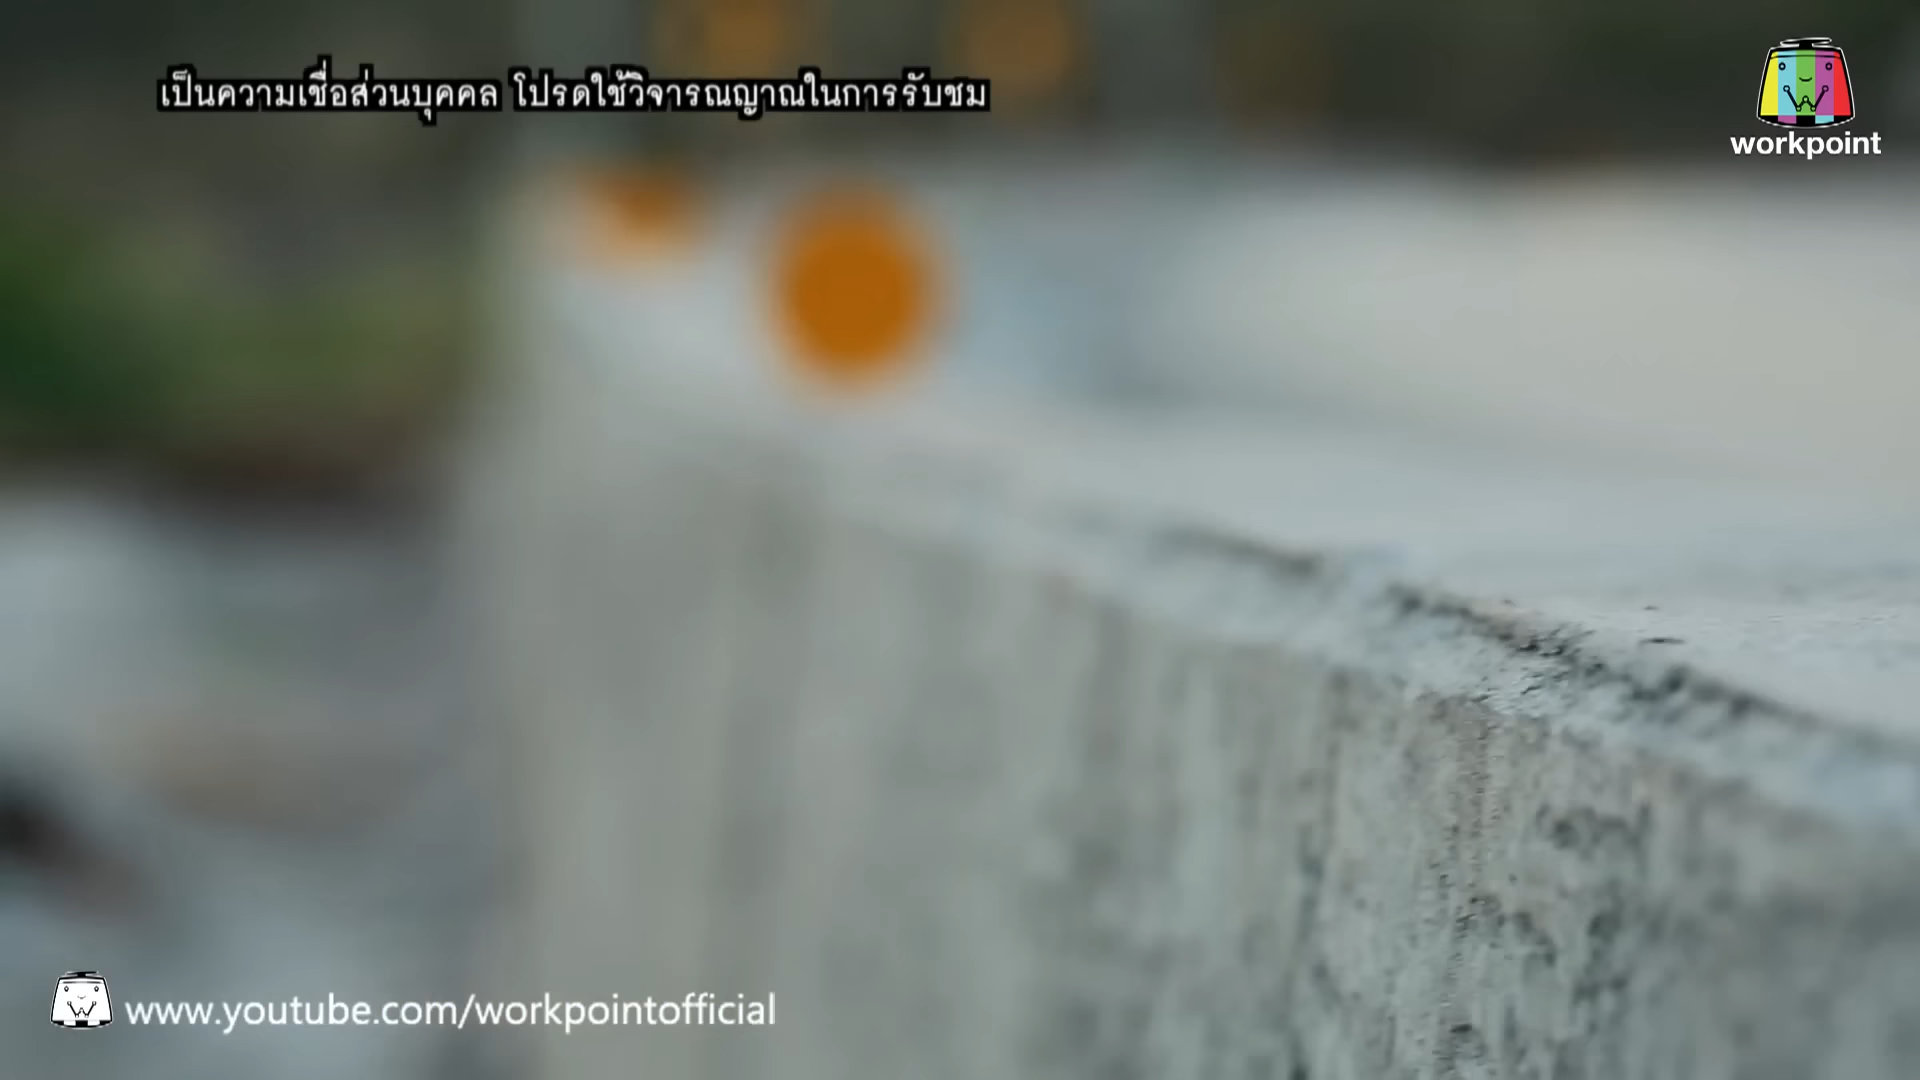 เป็นความเชื่อส่วนบุคคล โปรดใช้วิจารณญาณในการรับชม
workpoint
www.youtube.com/workpointofficial